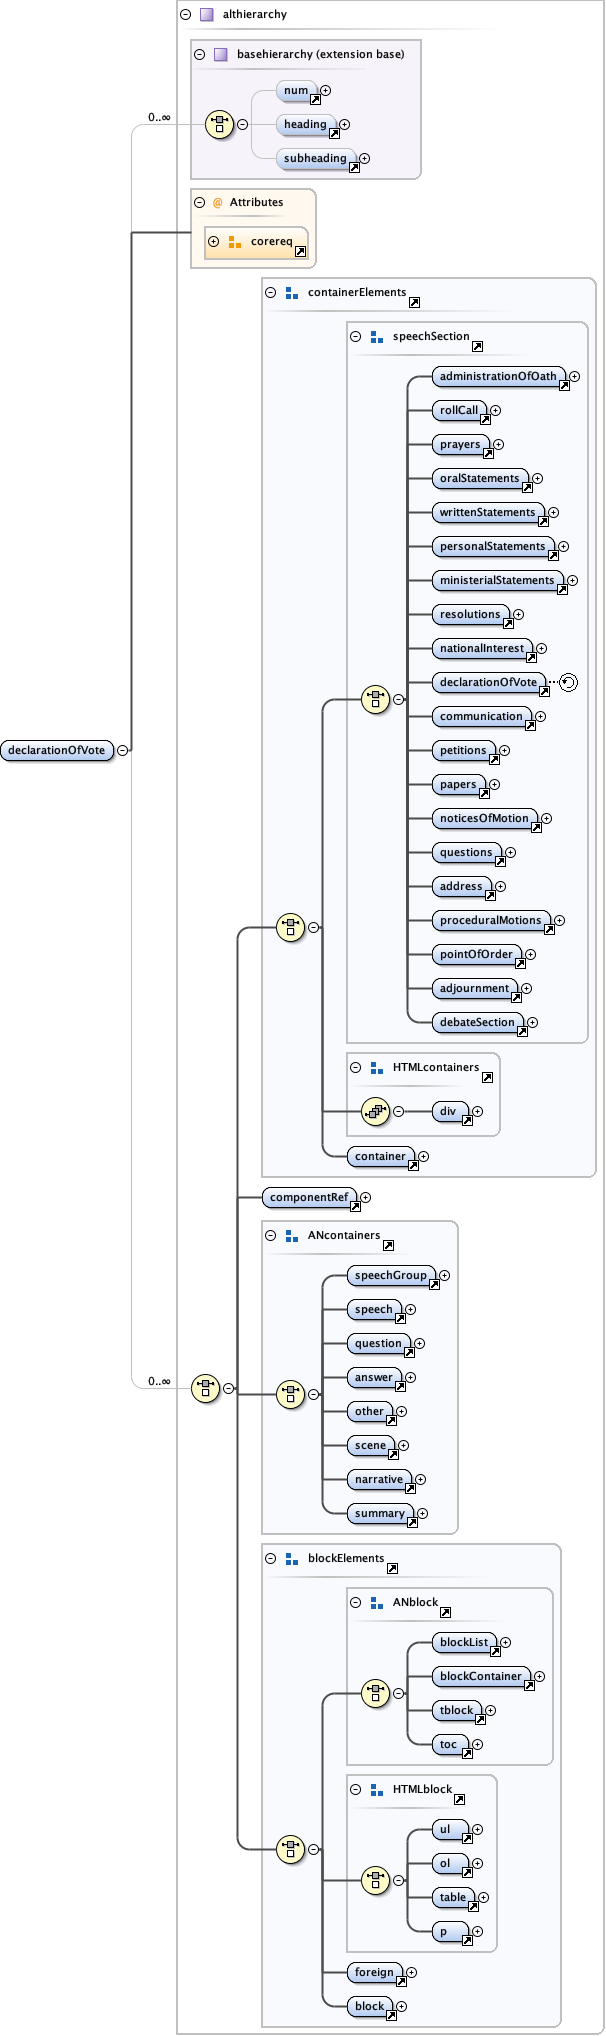 althierarchy
basehierarchy (extension base)
0..∞
num
heading
subheading
@ Attributes
corereq
containerElements
speechSection
administrationOfOath
rollCall
prayers
oralStatements
writtenStatements
personalStatements
ministerialStatements
resolutions
nationalInterest
declarationOfVote
communication
declarationOfVote
petitions
papers
noticesOfMotion
questions
address
proceduralMotions
pointOfOrder
adjournment
debateSection
HTMLcontainers
div
container
componentRef
ANcontainers
speechGroup
speech
question
answer
0..∞
other
scene
narrative
summary
blockElements
ANblock
blockList
blockContainer
tblock
toc
HTMLblock
ul
ol
table
p
foreign
block